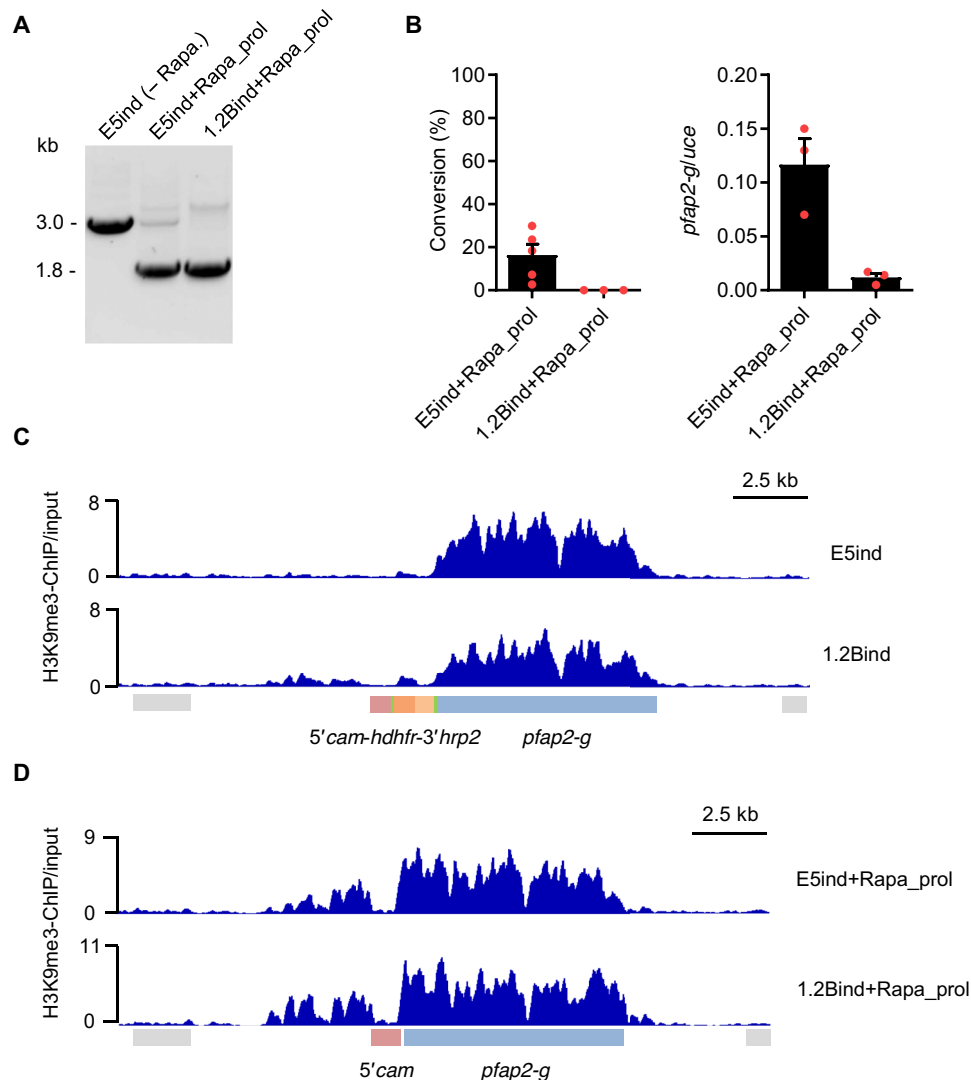 A
E5ind (– Rapa.)
E5ind+Rapa_prol
1.2Bind+Rapa_prol
kb
3.0 -
1.8 -
B
Conversion (%)
100
80
60
40
20
0
E5ind+Rapa_prol
1.2Bind+Rapa_prol
pfap2-g/uce
0.20
0.15
0.10
0.05
0.00
E5ind+Rapa_prol
1.2Bind+Rapa_prol
C
2.5 kb
H3K9me3-ChIP/input
8
0
E5ind
8
0
1.2Bind
5'cam-hdhfr-3'hrp2
pfap2-g
D
2.5 kb
H3K9me3-ChIP/input
9
0
E5ind+Rapa_prol
11
0
1.2Bind+Rapa_prol
5'cam
pfap2-g